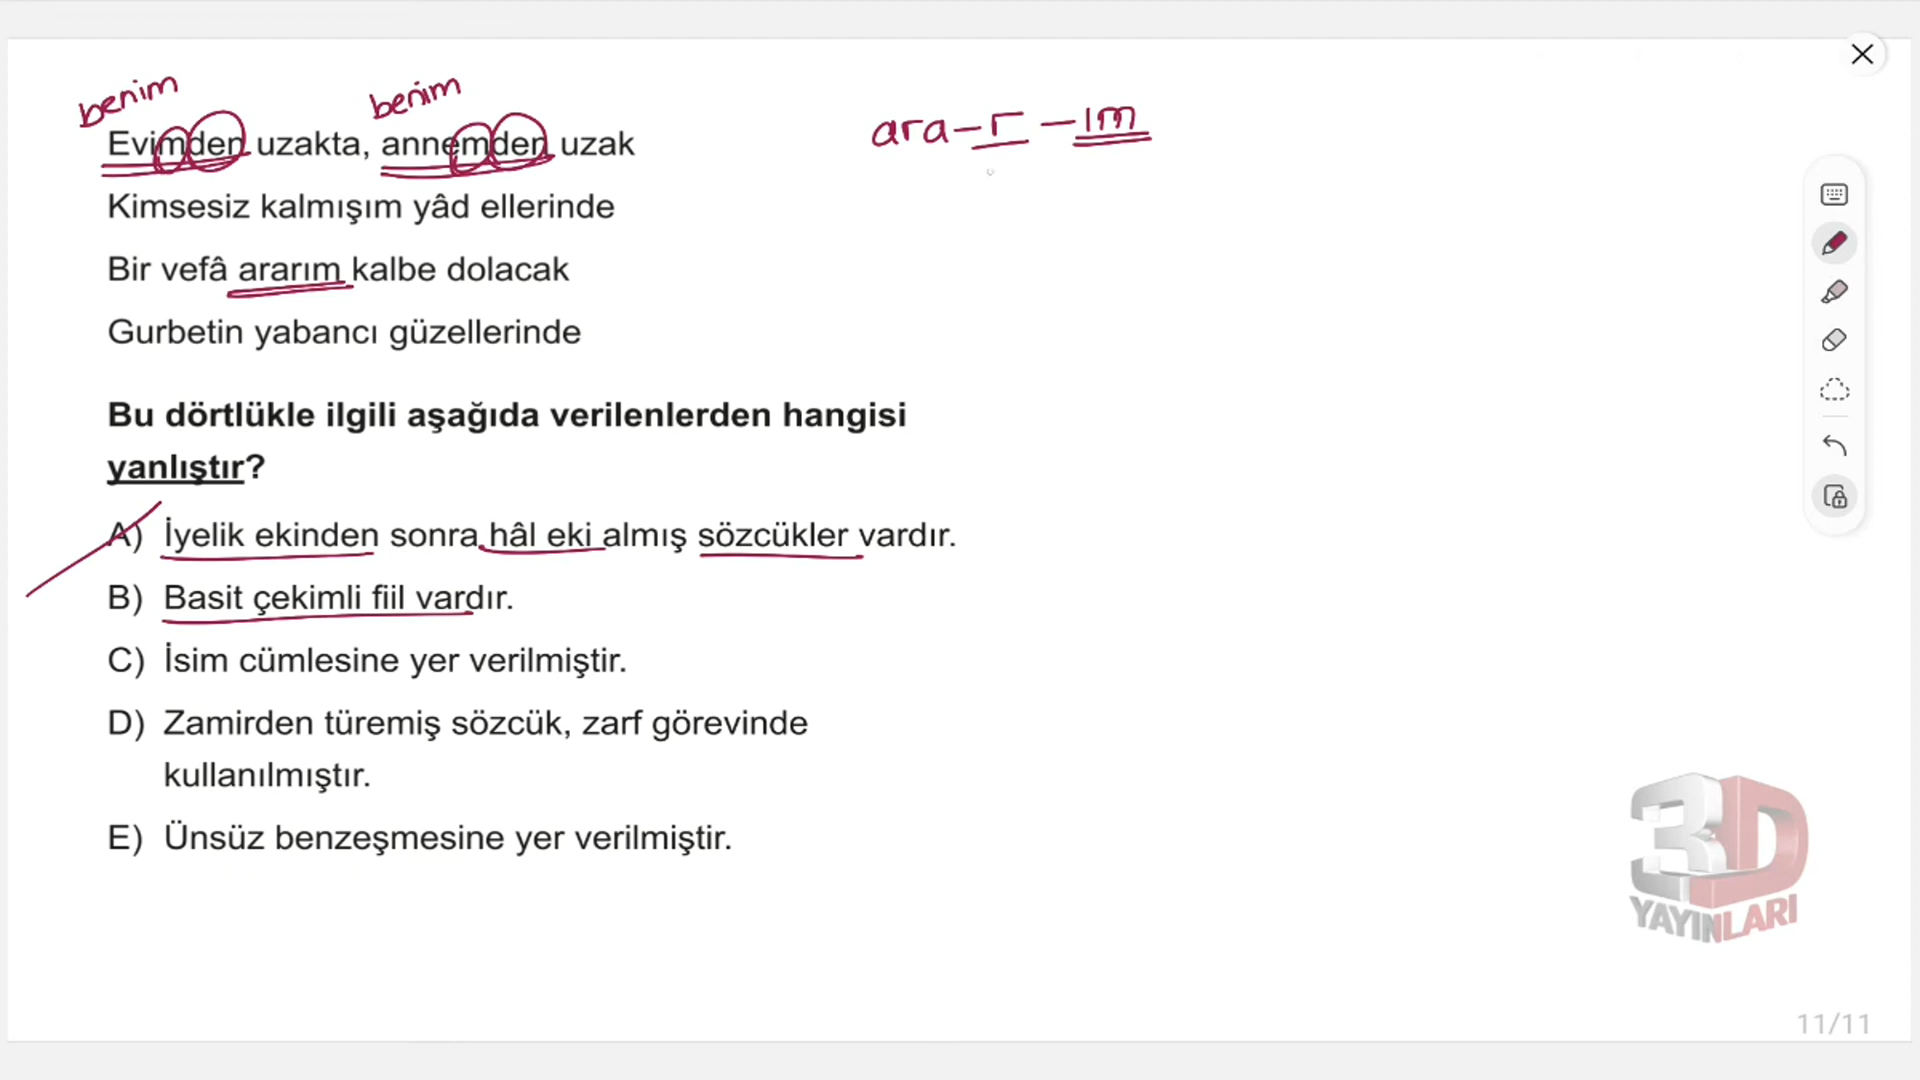 benim
benim
ara-r-ım
Evimden uzakta, annemden uzak
Kimsesiz kalmışım yâd ellerinde
Bir vefâ ararım kalbe dolacak
Gurbetin yabancı güzellerinde
Bu dörtlükle ilgili aşağıda verilenlerden hangisi
yanlıştır?
A) İyelik ekinden sonra hâl eki almış sözcükler vardır.
B) Basit çekimli fiil vardır.
C) İsim cümlesine yer verilmiştir.
D) Zamirden türemiş sözcük, zarf görevinde
kullanılmıştır.
E) Ünsüz benzeşmesine yer verilmiştir.
3D
YAYINLARI
11/11